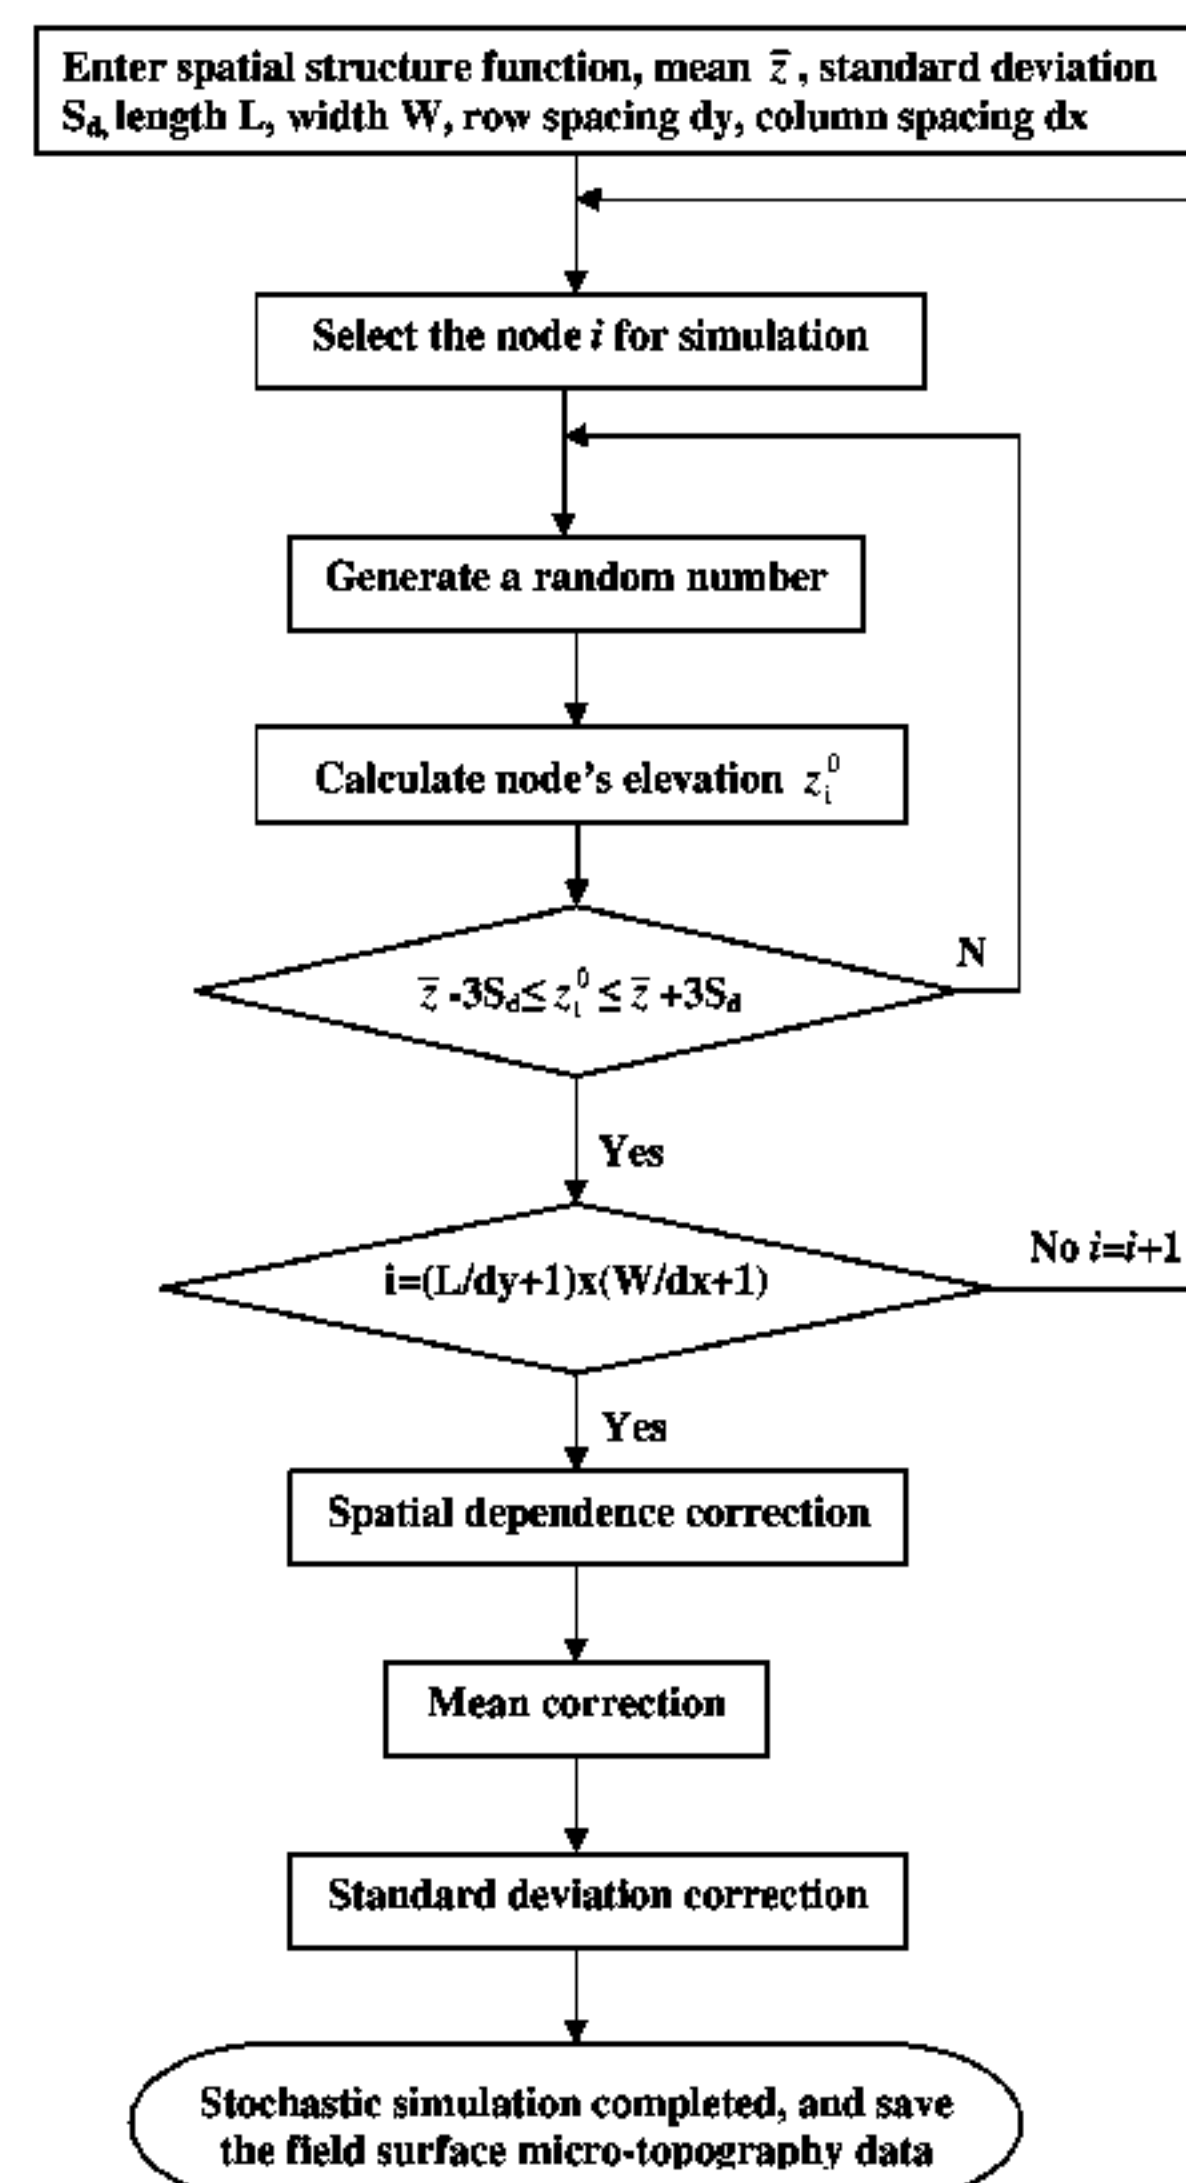 Enter spatial structure function, mean z̄ , standard deviation
S_d, length L, width W, row spacing dy, column spacing dx
Select the node i for simulation
Generate a random number
Calculate node's elevation z_i^0
N
z̄ -3S_d≤ z_i^0 ≤ z̄ +3S_d
Yes
No i=i+1
i=(L/dy+1)x(W/dx+1)
Yes
Spatial dependence correction
Mean correction
Standard deviation correction
Stochastic simulation completed, and save
the field surface micro-topography data